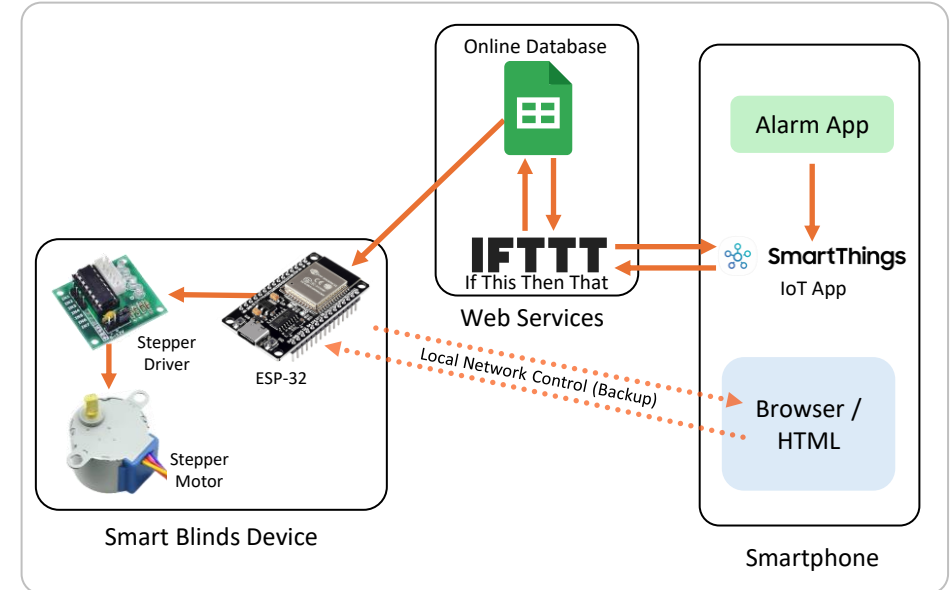 Online Database
Alarm App
IFTTT
If This Then That
SmartThings
IoT App
Web Services
Stepper
Driver
ESP-32
Local Network Control (Backup)
Browser /
HTML
Stepper
Motor
Smart Blinds Device
Smartphone